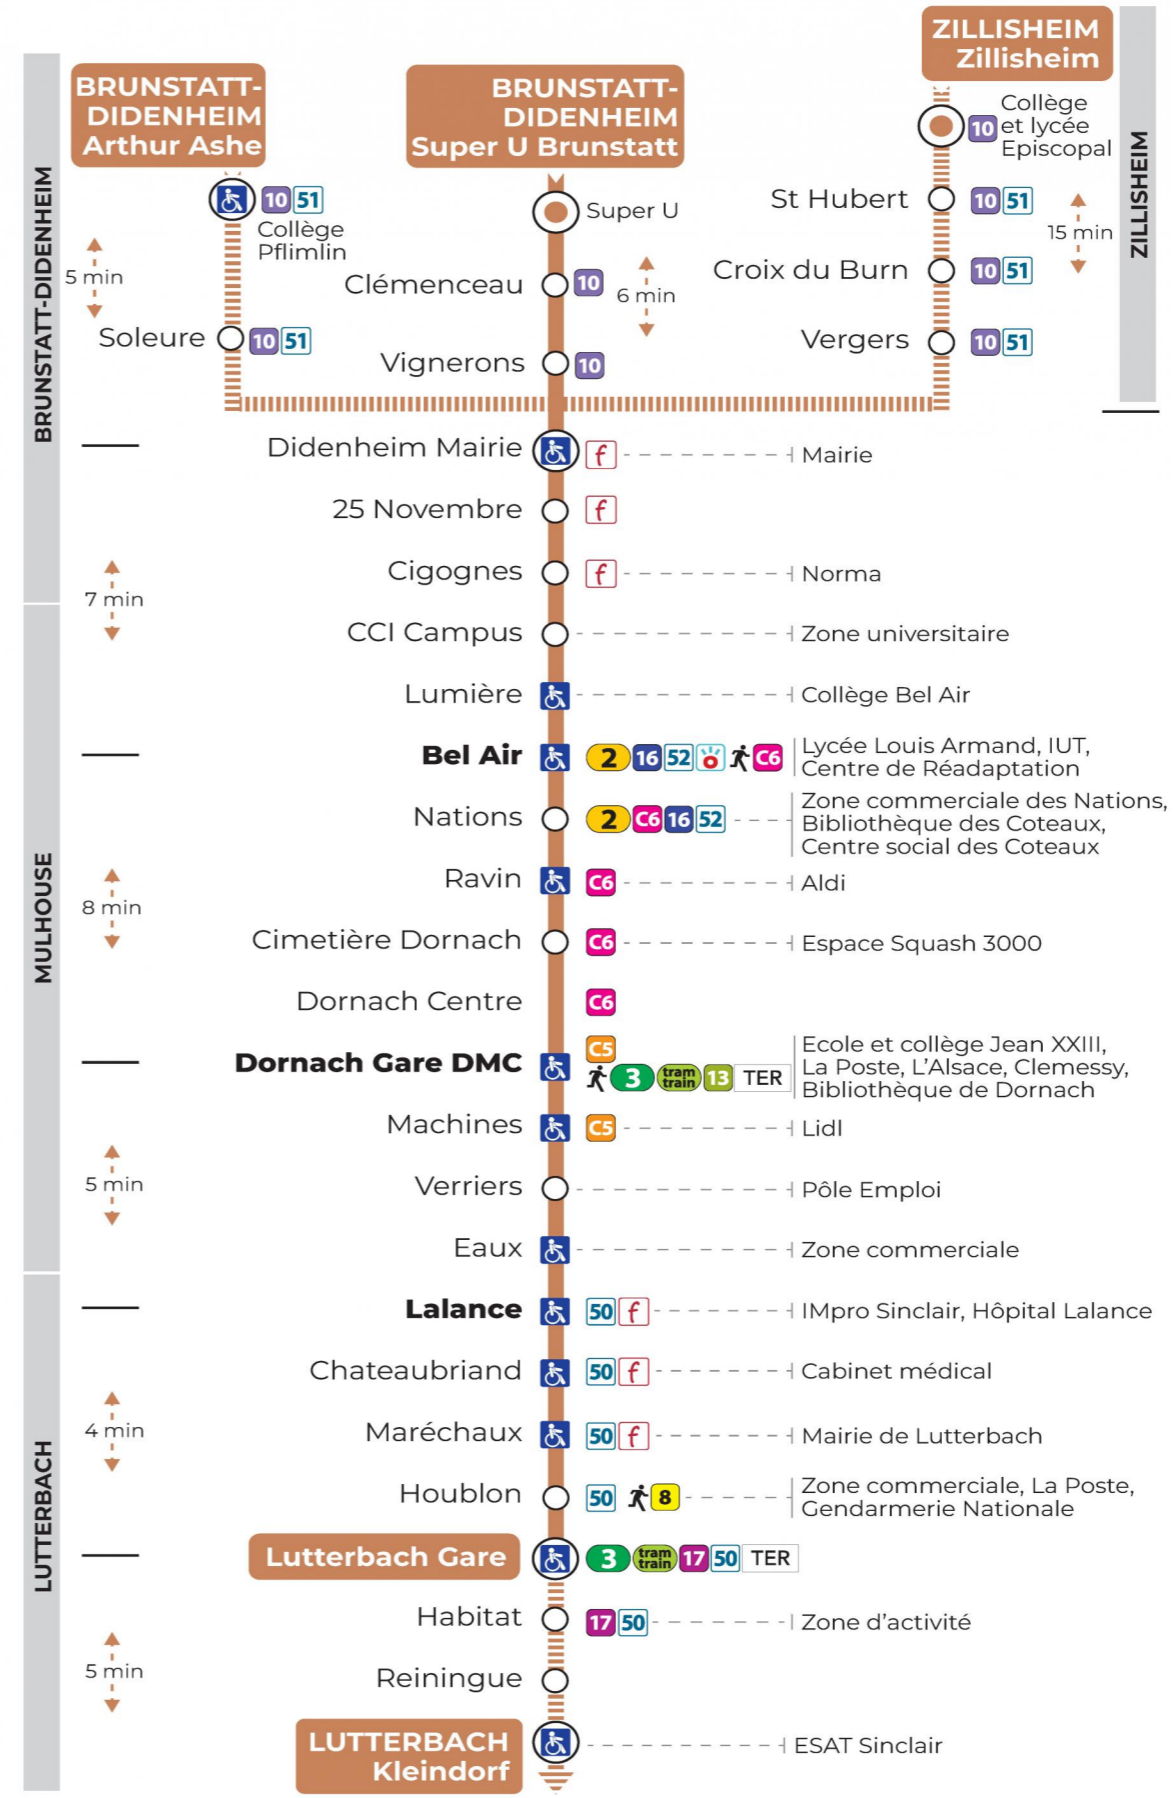 ZILLISHEIM
Zillisheim
BRUNSTATT-
DIDENHEIM
Arthur Ashe
BRUNSTATT-
DIDENHEIM
Super U Brunstatt
10 Collège
et lycée
Episcopal
ZILLISHEIM
BRUNSTATT-DIDENHEIM
10 51
Collège
Pflimlin
Super U
St Hubert 10 51
15 min
5 min
Clémenceau 10
6 min
Croix du Burn 10 51
Soleure 10 51
Vignerons 10
Vergers 10 51
Didenheim Mairie f Mairie
25 Novembre f
Cigognes f Norma
7 min
CCI Campus Zone universitaire
Lumière Collège Bel Air
MULHOUSE
Bel Air 2 16 52 C6 Lycée Louis Armand, IUT,
Centre de Réadaptation
Nations 2 C6 16 52 Zone commerciale des Nations,
Bibliothèque des Coteaux,
Centre social des Coteaux
Ravin C6 Aldi
8 min
Cimetière Dornach C6 Espace Squash 3000
Dornach Centre C6
Dornach Gare DMC C5
3 tram train 13 TER
Ecole et collège Jean XXIII,
La Poste, L'Alsace, Clemessy,
Bibliothèque de Dornach
Machines C5 Lidl
5 min
Verriers Pôle Emploi
Eaux Zone commerciale
LUTTERBACH
Lalance 50 f IMpro Sinclair, Hôpital Lalance
Chateaubriand 50 f Cabinet médical
4 min
Maréchaux 50 f Mairie de Lutterbach
Houblon 50 8 Zone commerciale, La Poste,
Gendarmerie Nationale
Lutterbach Gare 3 tram train 17 50 TER
Habitat 17 50 Zone d'activité
5 min
Reiningue
LUTTERBACH
Kleindorf
ESAT Sinclair